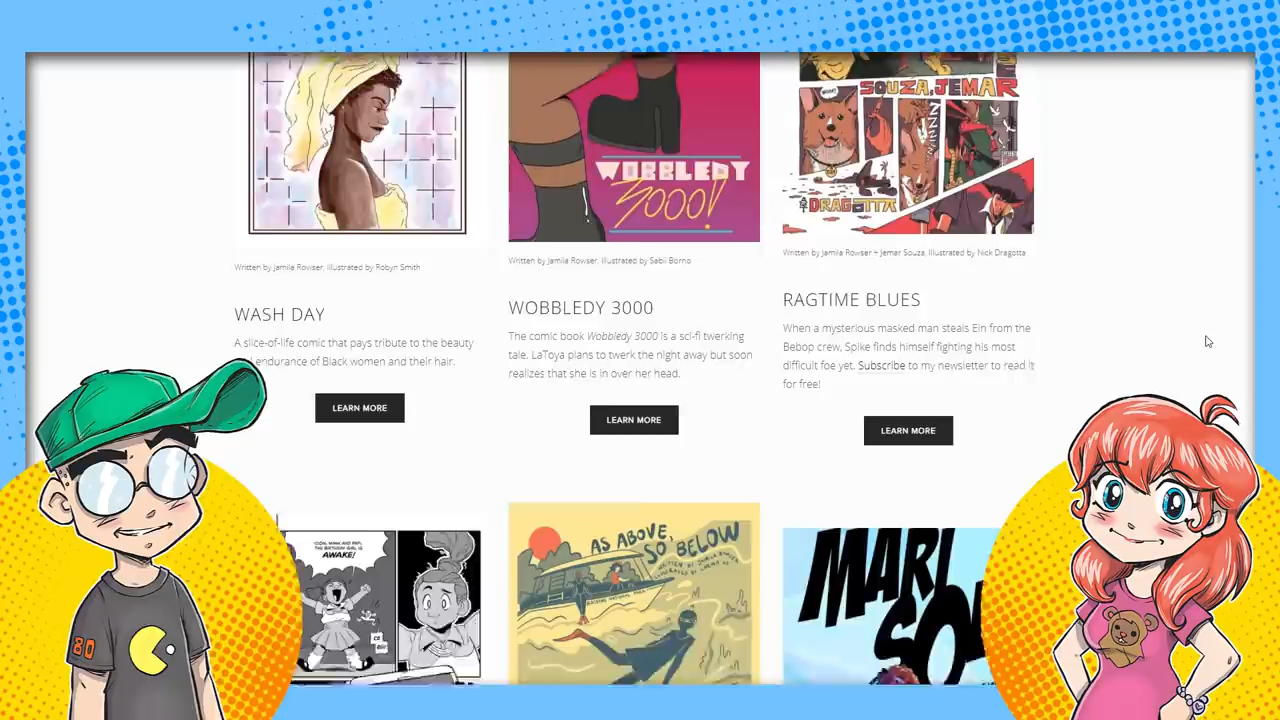 SOUZA, JEMAR
DRAGOTTA
WOBBLEDY
3000!
Written by Jamila Rowser, Illustrated by Robyn Smith
Written by Jamila Rowser, Illustrated by Sabii Borno
Written by Jamila Rowser + Jemar Souza, Illustrated by Nick Dragotta
WASH DAY
A slice-of-life comic that pays tribute to the beauty
endurance of Black women and their hair.
LEARN MORE
WOBBLEDY 3000
The comic book Wobbledy 3000 is a sci-fi twerking
tale. LaToya plans to twerk the night away but soon
realizes that she is in over her head.
LEARN MORE
RAGTIME BLUES
When a mysterious masked man steals Ein from the
Bebop crew, Spike finds himself fighting his most
difficult foe yet. Subscribe to my newsletter to read it
for free!
LEARN MORE
THE BIRTHDAY GIRL IS
AWAKE!
AS ABOVE,
SO BELOW
MARI
SO
80